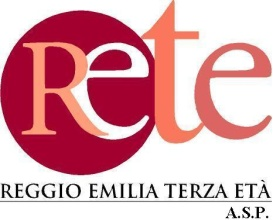 Rete
REGGIO EMILIA TERZA ETÀ
A.S.P.